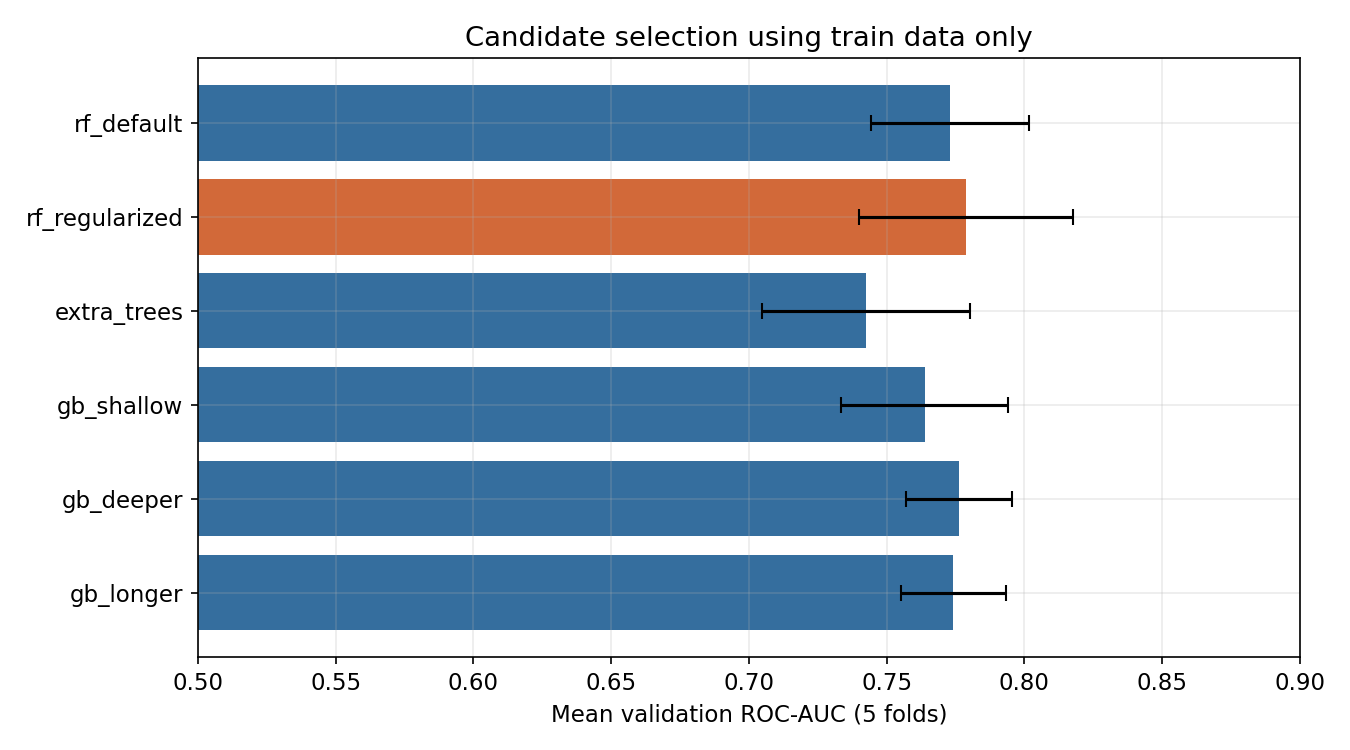 Candidate selection using train data only
rf_default
rf_regularized
extra_trees
gb_shallow
gb_deeper
gb_longer
0.50 0.55 0.60 0.65 0.70 0.75 0.80 0.85 0.90
Mean validation ROC-AUC (5 folds)